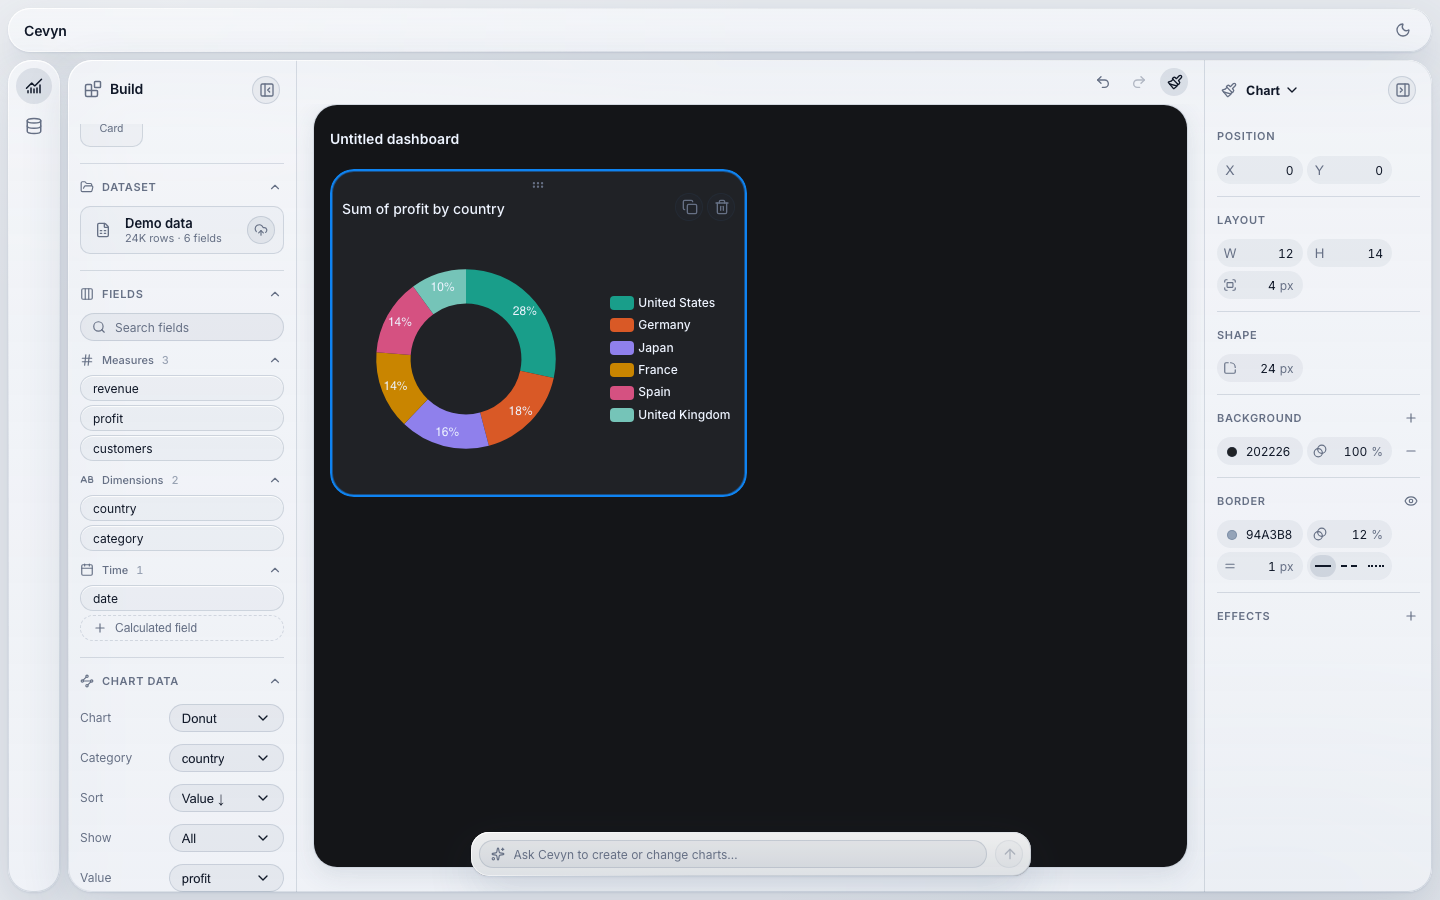 Cevyn
Build
Card
DATASET
Demo data
24K rows · 6 fields
FIELDS
Search fields
Measures 3
revenue
profit
customers
AB Dimensions 2
country
category
Time 1
date
Calculated field
CHART DATA
Chart Donut
Category country
Sort Value ↓
Show All
Value profit
Untitled dashboard
Sum of profit by country
10%
28%
14%
14%
18%
16%
United States
Germany
Japan
France
Spain
United Kingdom
Ask Cevyn to create or change charts...
Chart
POSITION
X 0 Y 0
LAYOUT
W 12 H 14
4 px
SHAPE
24 px
BACKGROUND
202226 100 %
BORDER
94A3B8 12 %
1 px
EFFECTS